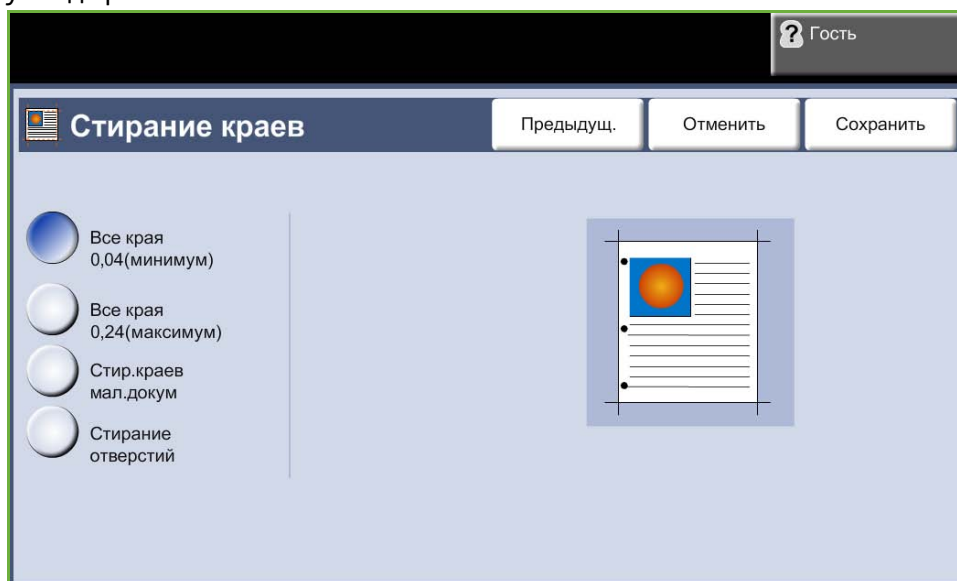 Гость
Стирание краев
Предыдущ.
Отменить
Сохранить
Все края
0,04(минимум)
Все края
0,24(максимум)
Стир.краев
мал.докум
Стирание
отверстий